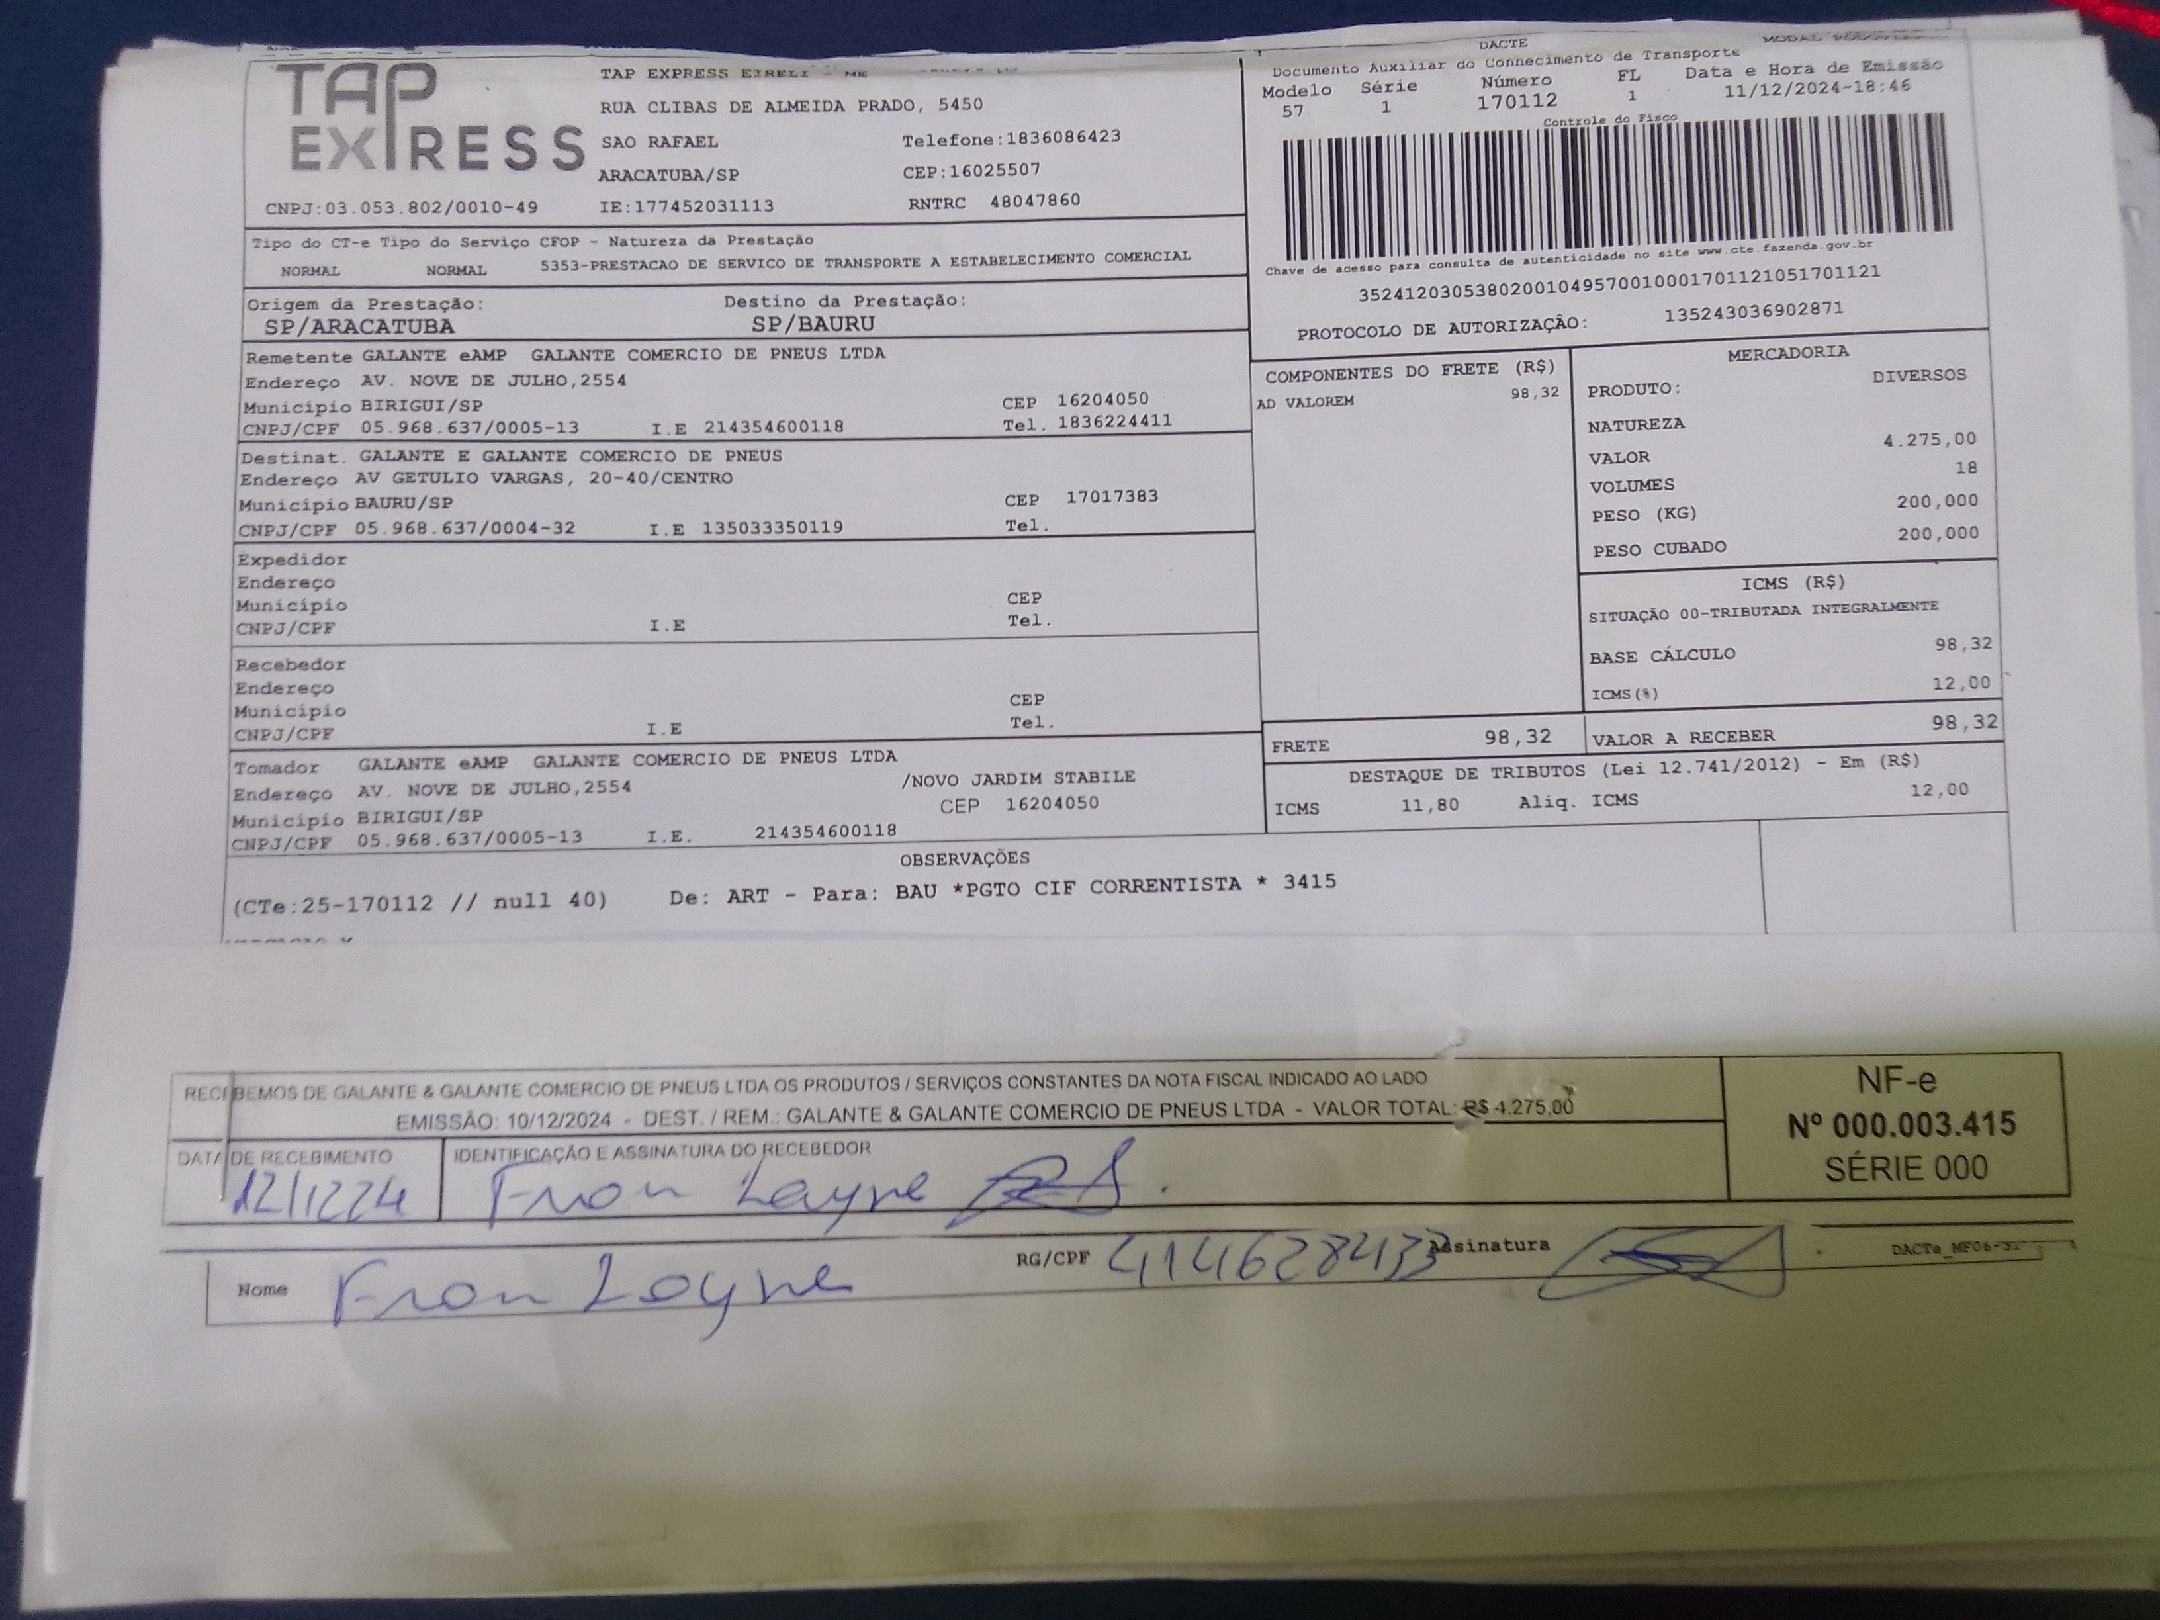 DACTE
TAP EXPRESS
TAP EXPRESS EIRELI - ME
RUA CLIBAS DE ALMEIDA PRADO, 5450
SAO RAFAEL Telefone:1836086423
ARACATUBA/SP CEP:16025507
CNPJ:03.053.802/0010-49 IE:177452031113 RNTRC 48047860
Documento Auxiliar do Conhecimento de Transporte
Modelo Série Número FL Data e Hora de Emissão
57 1 170112 1 11/12/2024-18:46
Controle do Fisco
Chave de acesso para consulta de autenticidade no site www.cte.fazenda.gov.br
35241203053802001049570010001701121051701121
PROTOCOLO DE AUTORIZAÇÃO: 135243036902871
Tipo do CT-e Tipo do Serviço CFOP - Natureza da Prestação
NORMAL NORMAL 5353-PRESTACAO DE SERVICO DE TRANSPORTE A ESTABELECIMENTO COMERCIAL
Origem da Prestação: Destino da Prestação:
SP/ARACATUBA SP/BAURU
Remetente GALANTE eAMP GALANTE COMERCIO DE PNEUS LTDA
Endereço AV. NOVE DE JULHO,2554
Município BIRIGUI/SP CEP 16204050
CNPJ/CPF 05.968.637/0005-13 I.E 214354600118 Tel. 1836224411
Destinat. GALANTE E GALANTE COMERCIO DE PNEUS
Endereço AV GETULIO VARGAS, 20-40/CENTRO
Município BAURU/SP CEP 17017383
CNPJ/CPF 05.968.637/0004-32 I.E 135033350119 Tel.
Expedidor
Endereço
Município CEP
CNPJ/CPF I.E Tel.
Recebedor
Endereço
Município CEP
CNPJ/CPF I.E Tel.
Tomador GALANTE eAMP GALANTE COMERCIO DE PNEUS LTDA
Endereço AV. NOVE DE JULHO,2554 /NOVO JARDIM STABILE
Município BIRIGUI/SP CEP 16204050
CNPJ/CPF 05.968.637/0005-13 I.E. 214354600118
COMPONENTES DO FRETE (R$)
AD VALOREM 98,32
MERCADORIA
PRODUTO: DIVERSOS
NATUREZA
VALOR 4.275,00
VOLUMES 18
PESO (KG) 200,000
PESO CUBADO 200,000
ICMS (R$)
SITUAÇÃO 00-TRIBUTADA INTEGRALMENTE
BASE CÁLCULO 98,32
ICMS(%) 12,00
FRETE 98,32 VALOR A RECEBER 98,32
DESTAQUE DE TRIBUTOS (Lei 12.741/2012) - Em (R$)
ICMS 11,80 Aliq. ICMS 12,00
OBSERVAÇÕES
(CTe:25-170112 // null 40) De: ART - Para: BAU *PGTO CIF CORRENTISTA * 3415
RECEBEMOS DE GALANTE & GALANTE COMERCIO DE PNEUS LTDA OS PRODUTOS / SERVIÇOS CONSTANTES DA NOTA FISCAL INDICADO AO LADO
EMISSÃO: 10/12/2024 - DEST. / REM.: GALANTE & GALANTE COMERCIO DE PNEUS LTDA - VALOR TOTAL: R$ 4.275,00
NF-e
Nº 000.003.415
SÉRIE 000
DATA DE RECEBIMENTO IDENTIFICAÇÃO E ASSINATURA DO RECEBEDOR
12/1224 Fran Layne
Nome Fran Layne RG/CPF 414628433 Assinatura